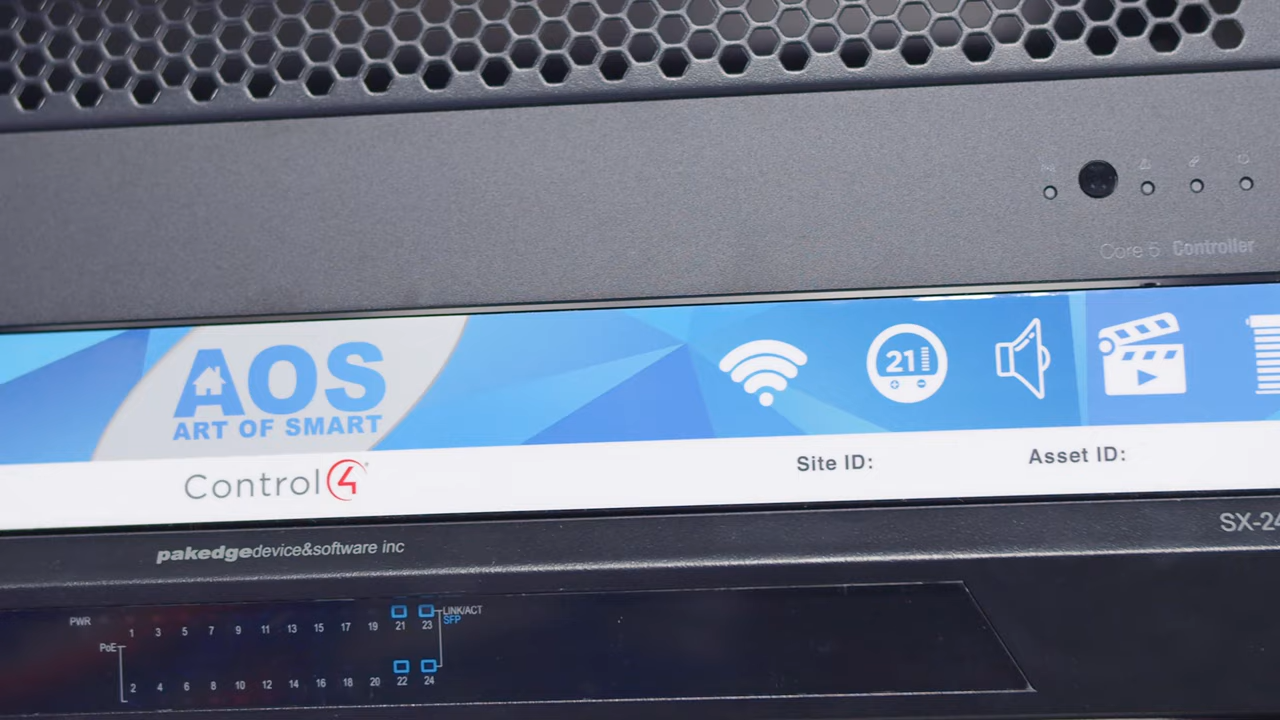 Core 5 Controller
21
AOS
ART OF SMART
Control4
Site ID:
Asset ID:
pakedgedevice&software inc
SX-24
PWR
1 3 5 7 9 11 13 15 17 19 21 23
LINK/ACT
SFP
PoE
2 4 6 8 10 12 14 16 18 20 22 24